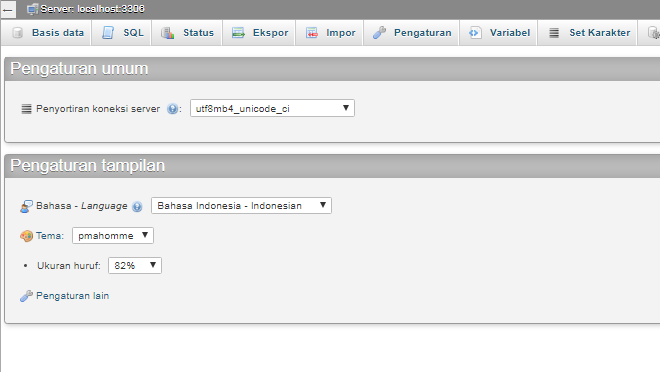 Server: localhost:3306
Basis data SQL Status Ekspor Impor Pengaturan Variabel Set Karakter
Pengaturan umum
Penyortiran koneksi server : utf8mb4_unicode_ci
Pengaturan tampilan
Bahasa - Language Bahasa Indonesia - Indonesian
Tema: pmahomme
• Ukuran huruf: 82%
Pengaturan lain